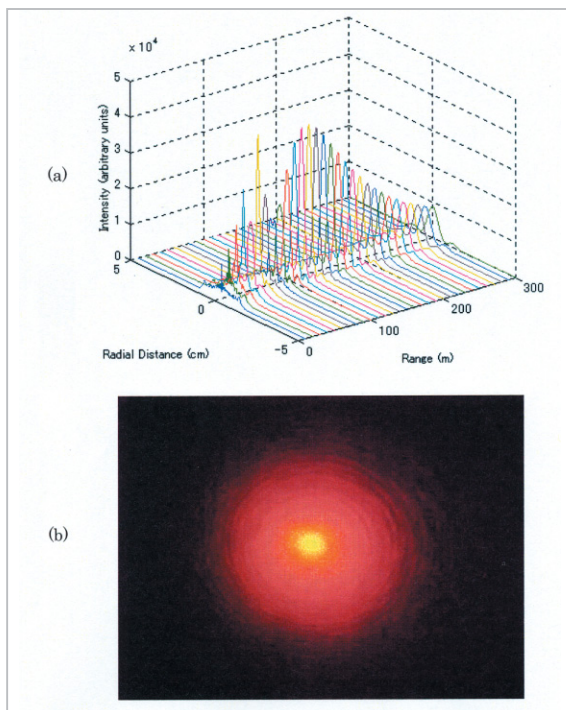 (a)
× 10⁴
Intensity (arbitrary units)
5
4
3
2
1
0
5
0
-5
Radial Distance (cm)
0
100
200
300
Range (m)
(b)